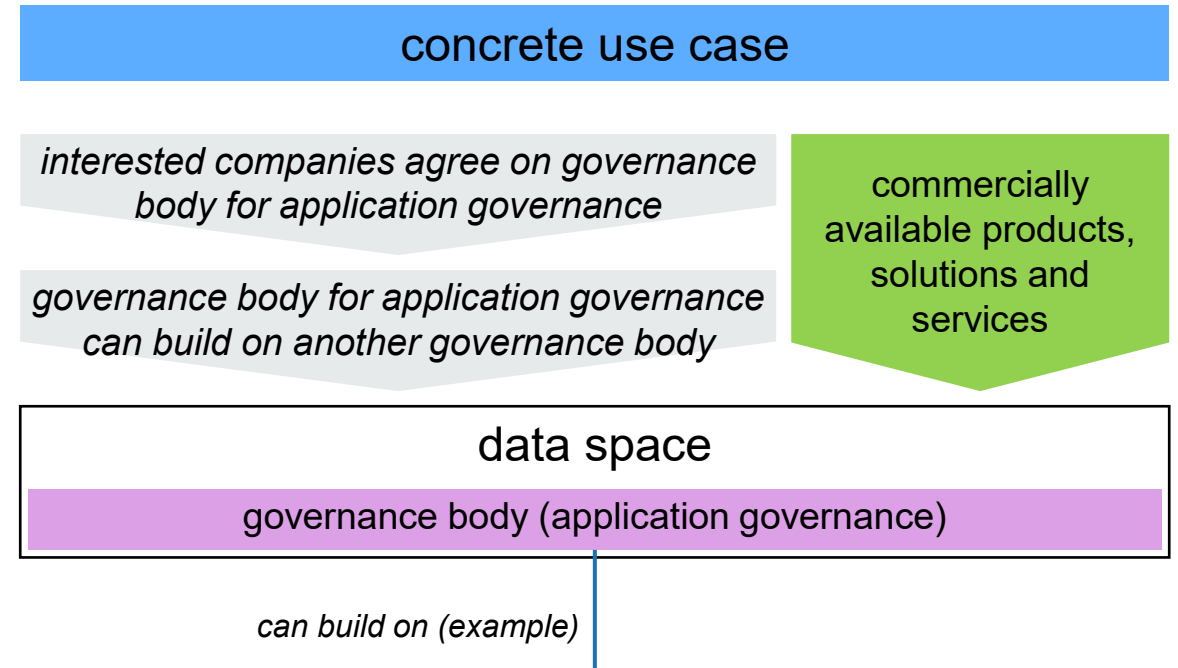 concrete use case
interested companies agree on governance
body for application governance
governance body for application governance
can build on another governance body
commercially
available products,
solutions and
services
data space
governance body (application governance)
can build on (example)